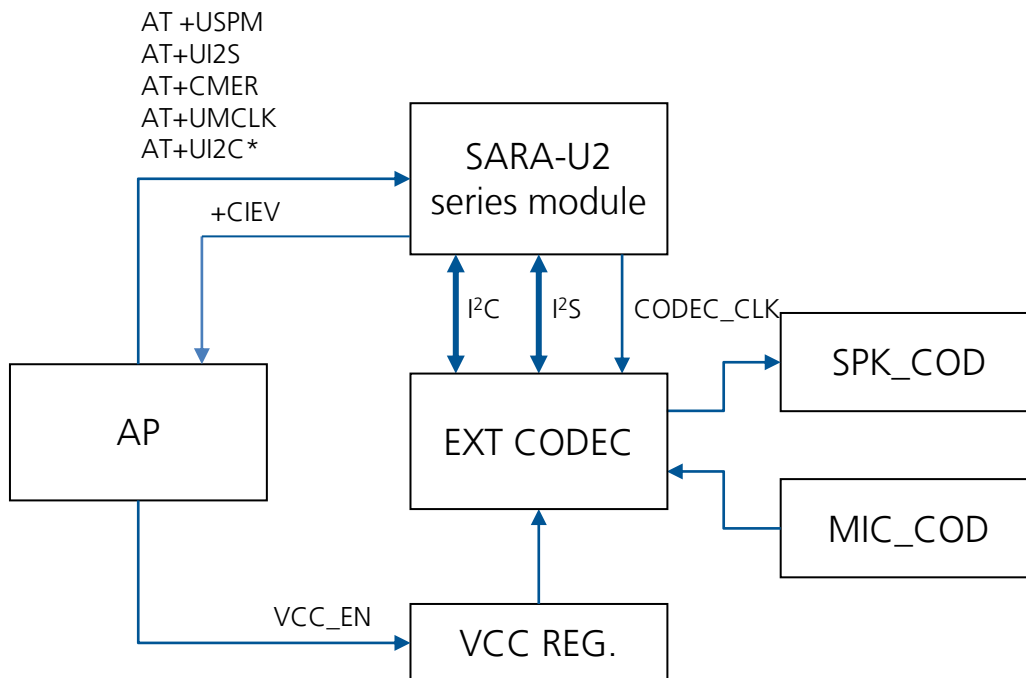 AT +USPM
AT+UI2S
AT+CMER
AT+UMCLK
AT+UI2C*
SARA-U2
series module
+CIEV
I²C
I²S
CODEC_CLK
SPK_COD
AP
EXT CODEC
MIC_COD
VCC_EN
VCC REG.